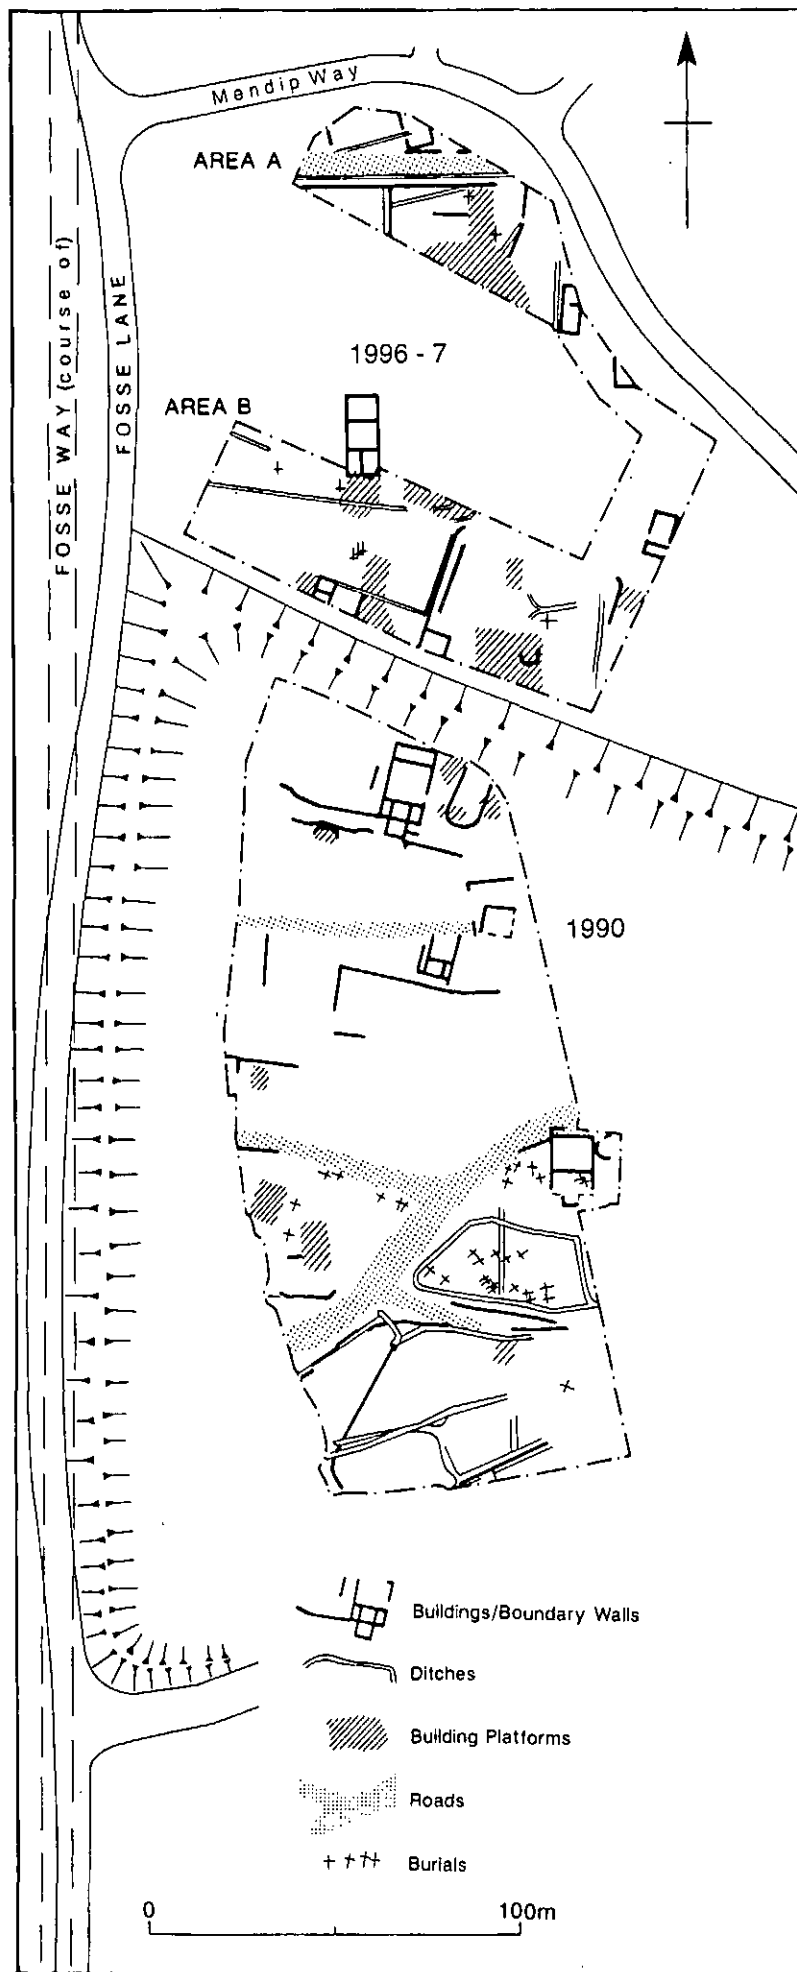 Mendip Way
AREA A
FOSSE WAY (course of)
FOSSE LANE
1996 - 7
AREA B
1990
Buildings/Boundary Walls
Ditches
Building Platforms
Roads
Burials
0 100m